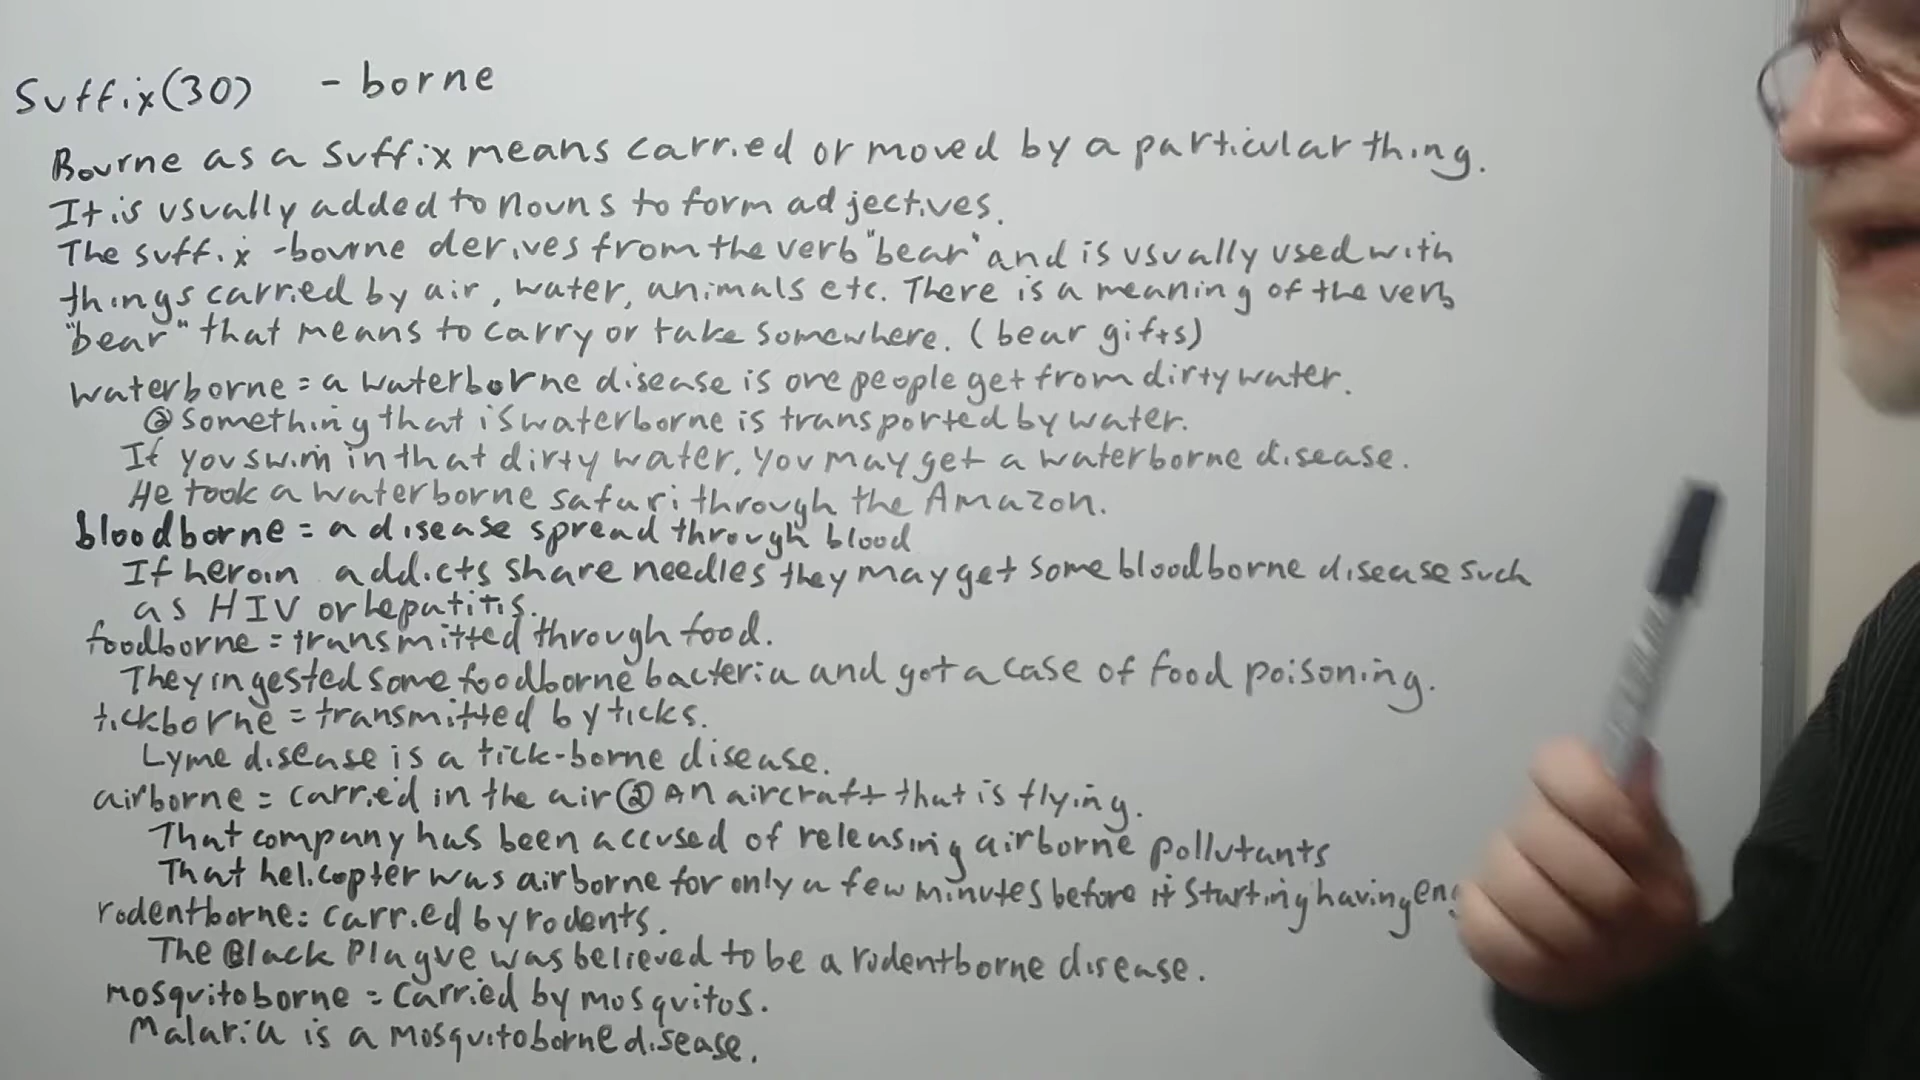 Suffix(30) -borne
Bourne as a suffix means carried or moved by a particular thing.
It is usually added to nouns to form adjectives.
The suffix -bourne derives from the verb "bear" and is usually used with
things carried by air, water, animals etc. There is a meaning of the verb
"bear" that means to carry or take somewhere. (bear gifts)
waterborne = a waterborne disease is one people get from dirty water.
② Something that is waterborne is transported by water.
If you swim in that dirty water, you may get a waterborne disease.
He took a waterborne safari through the Amazon.
bloodborne = a disease spread through blood
If heroin addicts share needles they may get some bloodborne disease such
as HIV or hepatitis.
foodborne = transmitted through food.
They ingested some foodborne bacteria and got a case of food poisoning.
tickborne = transmitted by ticks.
Lyme disease is a tick-borne disease.
airborne = carried in the air ② An aircraft that is flying.
That company has been accused of releasing airborne pollutants
That helicopter was airborne for only a few minutes before it starting having
rodentborne: carried by rodents.
The Black Plague was believed to be a rodentborne disease.
mosquitoborne = carried by mosquitos.
Malaria is a mosquitoborne disease.